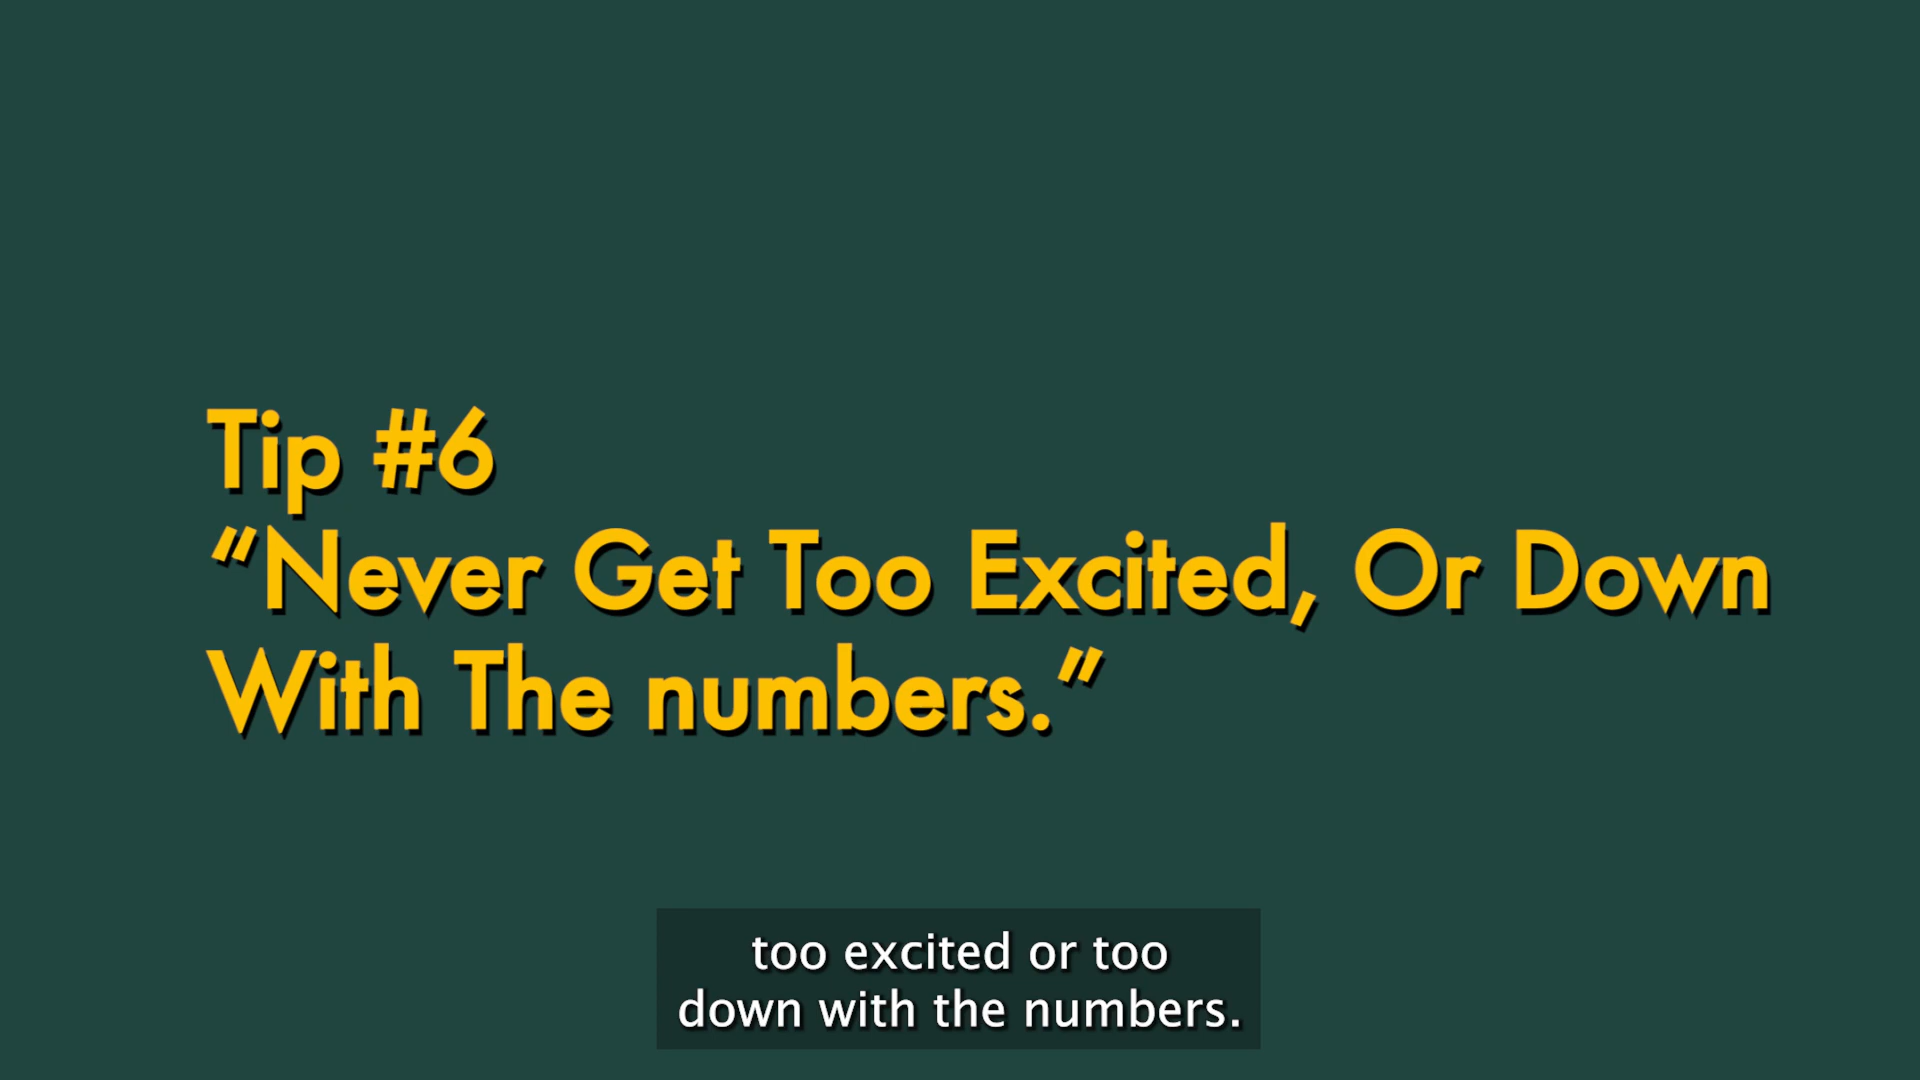 Tip #6
“Never Get Too Excited, Or Down
With The numbers.”
too excited or too
down with the numbers.